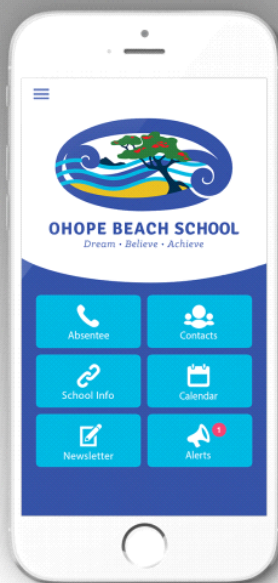 OHOPE BEACH SCHOOL
Dream • Believe • Achieve
Absentee
Contacts
School Info
Calendar
Newsletter
1
Alerts